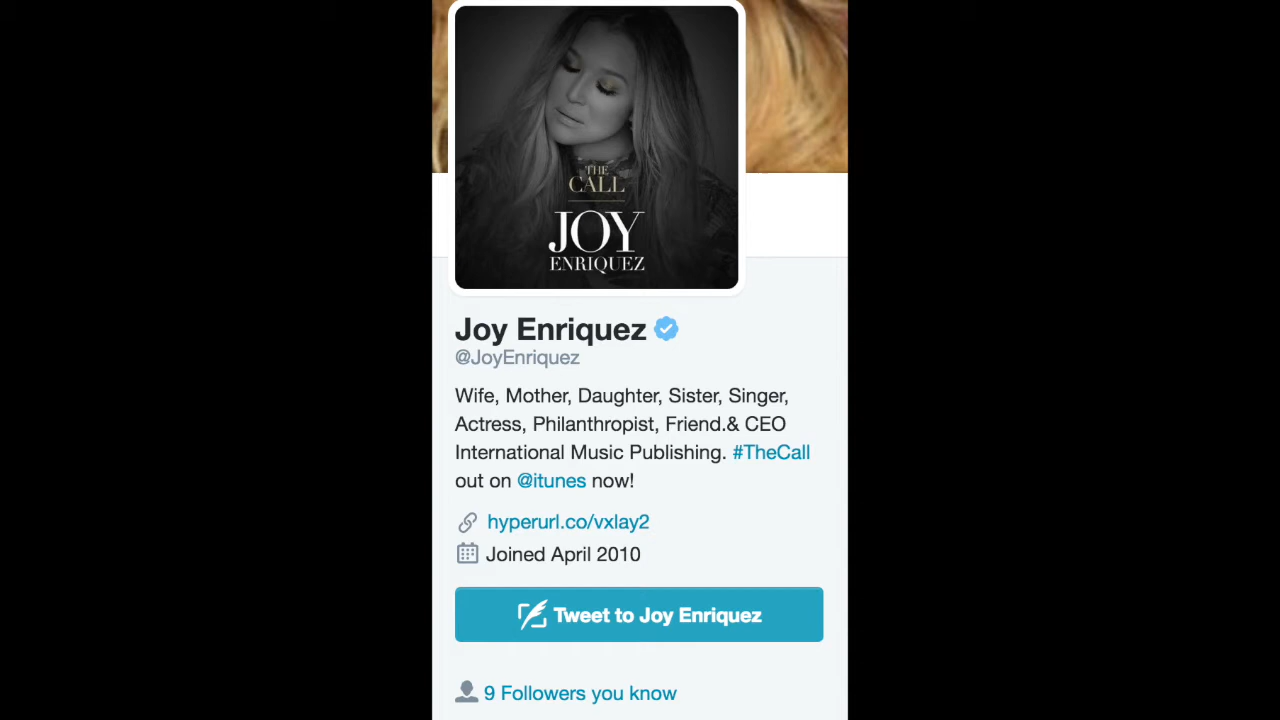 THE
CALL
JOY
ENRIQUEZ
Joy Enriquez
@JoyEnriquez
Wife, Mother, Daughter, Sister, Singer,
Actress, Philanthropist, Friend.& CEO
International Music Publishing. #TheCall
out on @itunes now!
hyperurl.co/vxlay2
Joined April 2010
Tweet to Joy Enriquez
9 Followers you know